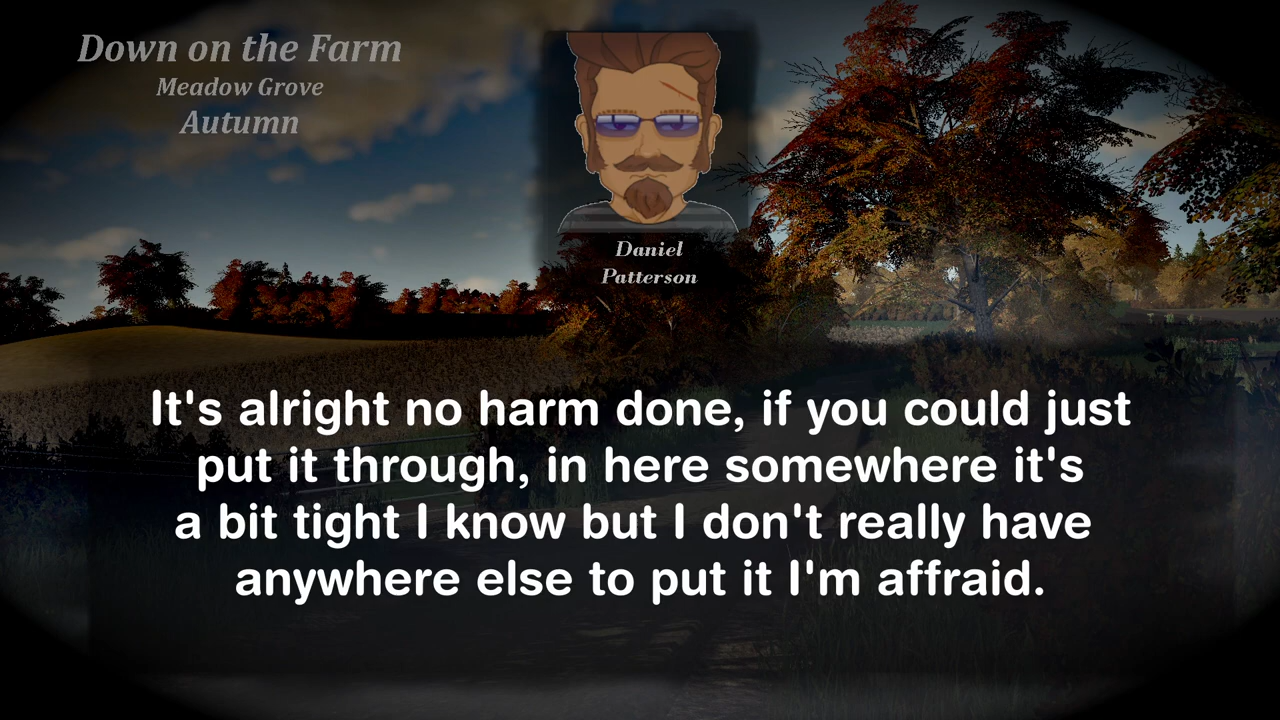 Down on the Farm
Meadow Grove
Autumn
Daniel
Patterson
It's alright no harm done, if you could just
put it through, in here somewhere it's
a bit tight I know but I don't really have
anywhere else to put it I'm affraid.